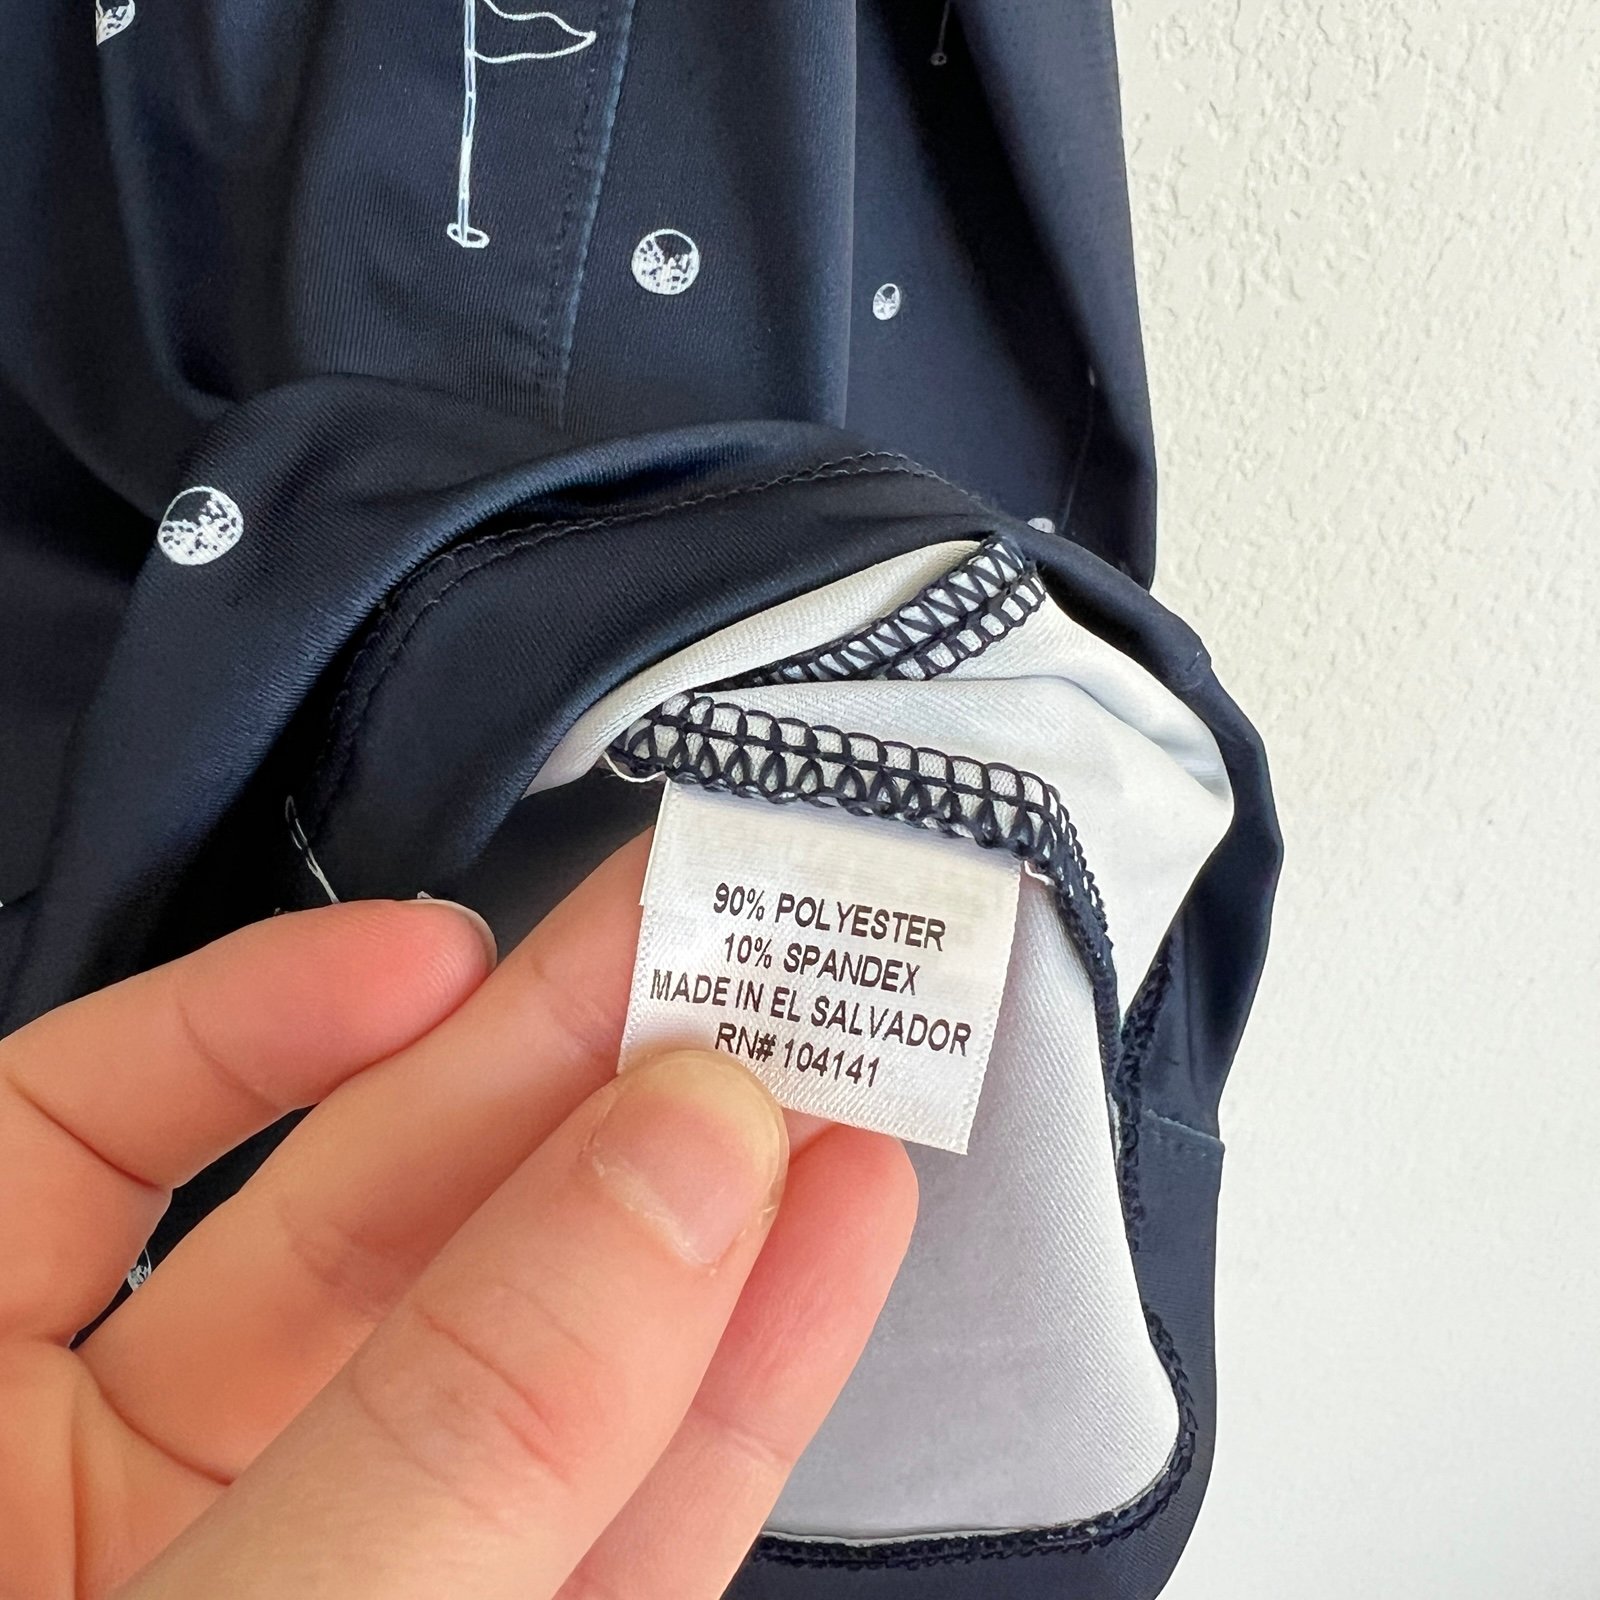 90% POLYESTER
10% SPANDEX
MADE IN EL SALVADOR
RN# 104141